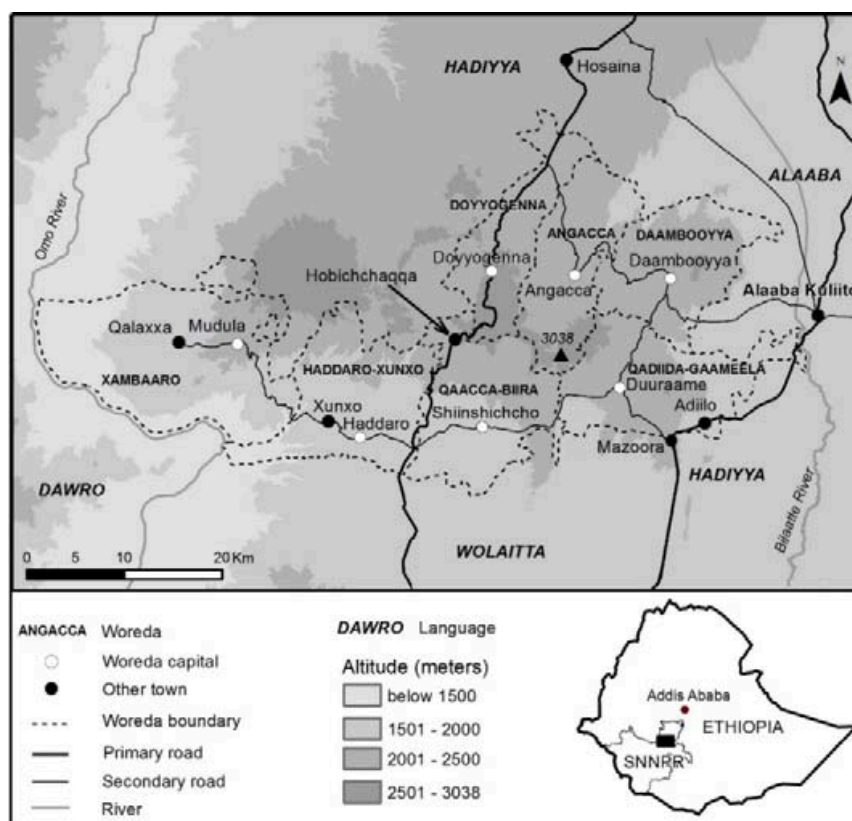 HADIYYA
Hosaina
N
ALAABA
Omo River
DOYYOGENNA
ANGACCA
DAAMBOOYYA
Doyyogenna
Daambooyya
Hobichchaqqa
Angacca
Alaaba Kuliito
Qalaxxa
Mudula
3038
XAMBAARO
HADDARO-XUNXO
QAACCA-BIIRA
QADIIDA-GAAMEELA
Duuraame
Xunxo
Haddaro
Shiinshichcho
Adiilo
Mazoora
HADIYYA
DAWRO
WOLAITTA
Bilaatte River
0 5 10 20 Km
ANGACCA Woreda
Woreda capital
Other town
Woreda boundary
Primary road
Secondary road
River
DAWRO Language
Altitude (meters)
below 1500
1501 - 2000
2001 - 2500
2501 - 3038
Addis Ababa
ETHIOPIA
SNNPR